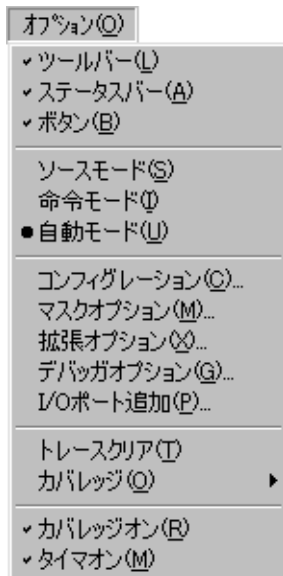 オプション(O)
ツールバー(L)
ステータスバー(A)
ボタン(B)
ソースモード(S)
命令モード(I)
自動モード(U)
コンフィグレーション(C)...
マスクオプション(M)...
拡張オプション(X)...
デバッガオプション(G)...
I/Oポート追加(P)...
トレースクリア(T)
カバレッジ(O)
カバレッジオン(R)
タイマオン(M)